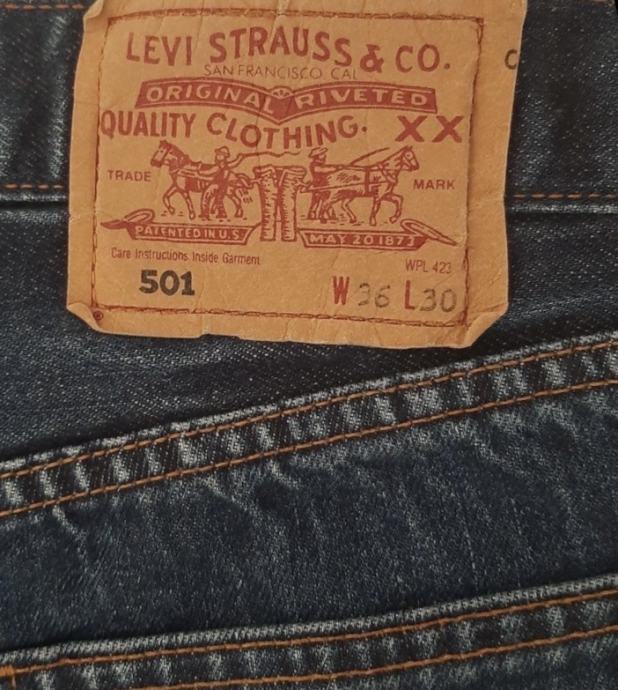 LEVI STRAUSS & CO.
SAN FRANCISCO CAL
ORIGINAL RIVETED
QUALITY CLOTHING. XX
TRADE MARK
PATENTED IN U.S. MAY 20 1873
Care Instructions Inside Garment
WPL 423
501 W36 L30
C